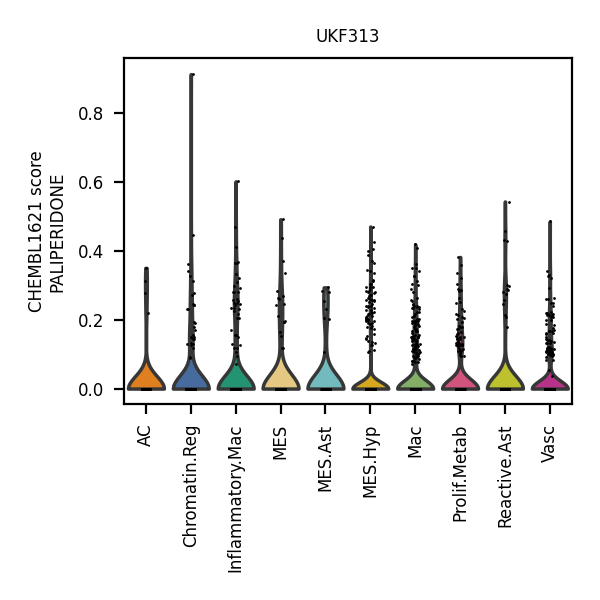 UKF313
CHEMBL1621 score
PALIPERIDONE
0.8
0.6
0.4
0.2
0.0
AC
Chromatin.Reg
Inflammatory.Mac
MES
MES.Ast
MES.Hyp
Mac
Prolif.Metab
Reactive.Ast
Vasc